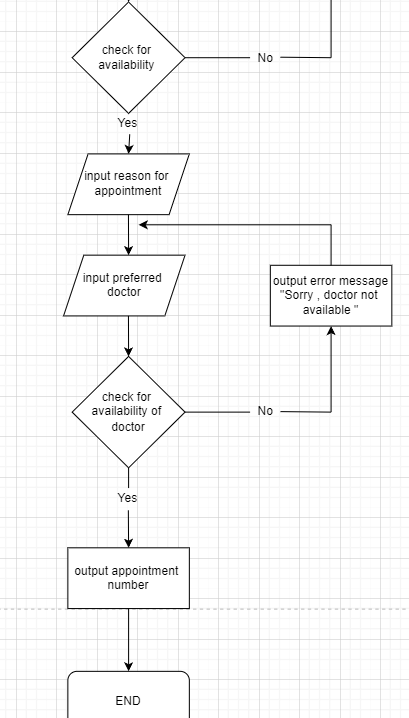 check for
availability
No
Yes
input reason for
appointment
input preferred
doctor
output error message
"Sorry , doctor not
available "
check for
availability of
doctor
No
Yes
output appointment
number
END